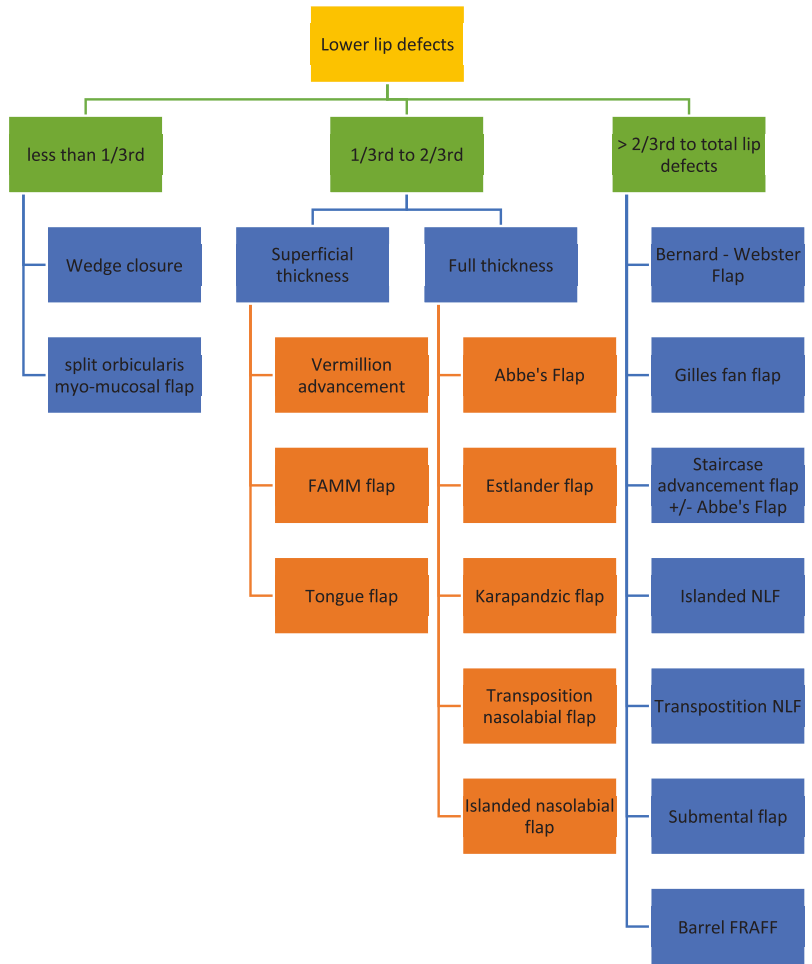 Lower lip defects
less than 1/3rd
1/3rd to 2/3rd
> 2/3rd to total lip
defects
Wedge closure
split orbicularis
myo-mucosal flap
Superficial
thickness
Vermillion
advancement
FAMM flap
Tongue flap
Full thickness
Abbe's Flap
Estlander flap
Karapandzic flap
Transposition
nasolabial flap
Islanded nasolabial
flap
Bernard - Webster
Flap
Gilles fan flap
Staircase
advancement flap
+/- Abbe's Flap
Islanded NLF
Transpostition NLF
Submental flap
Barrel FRAFF